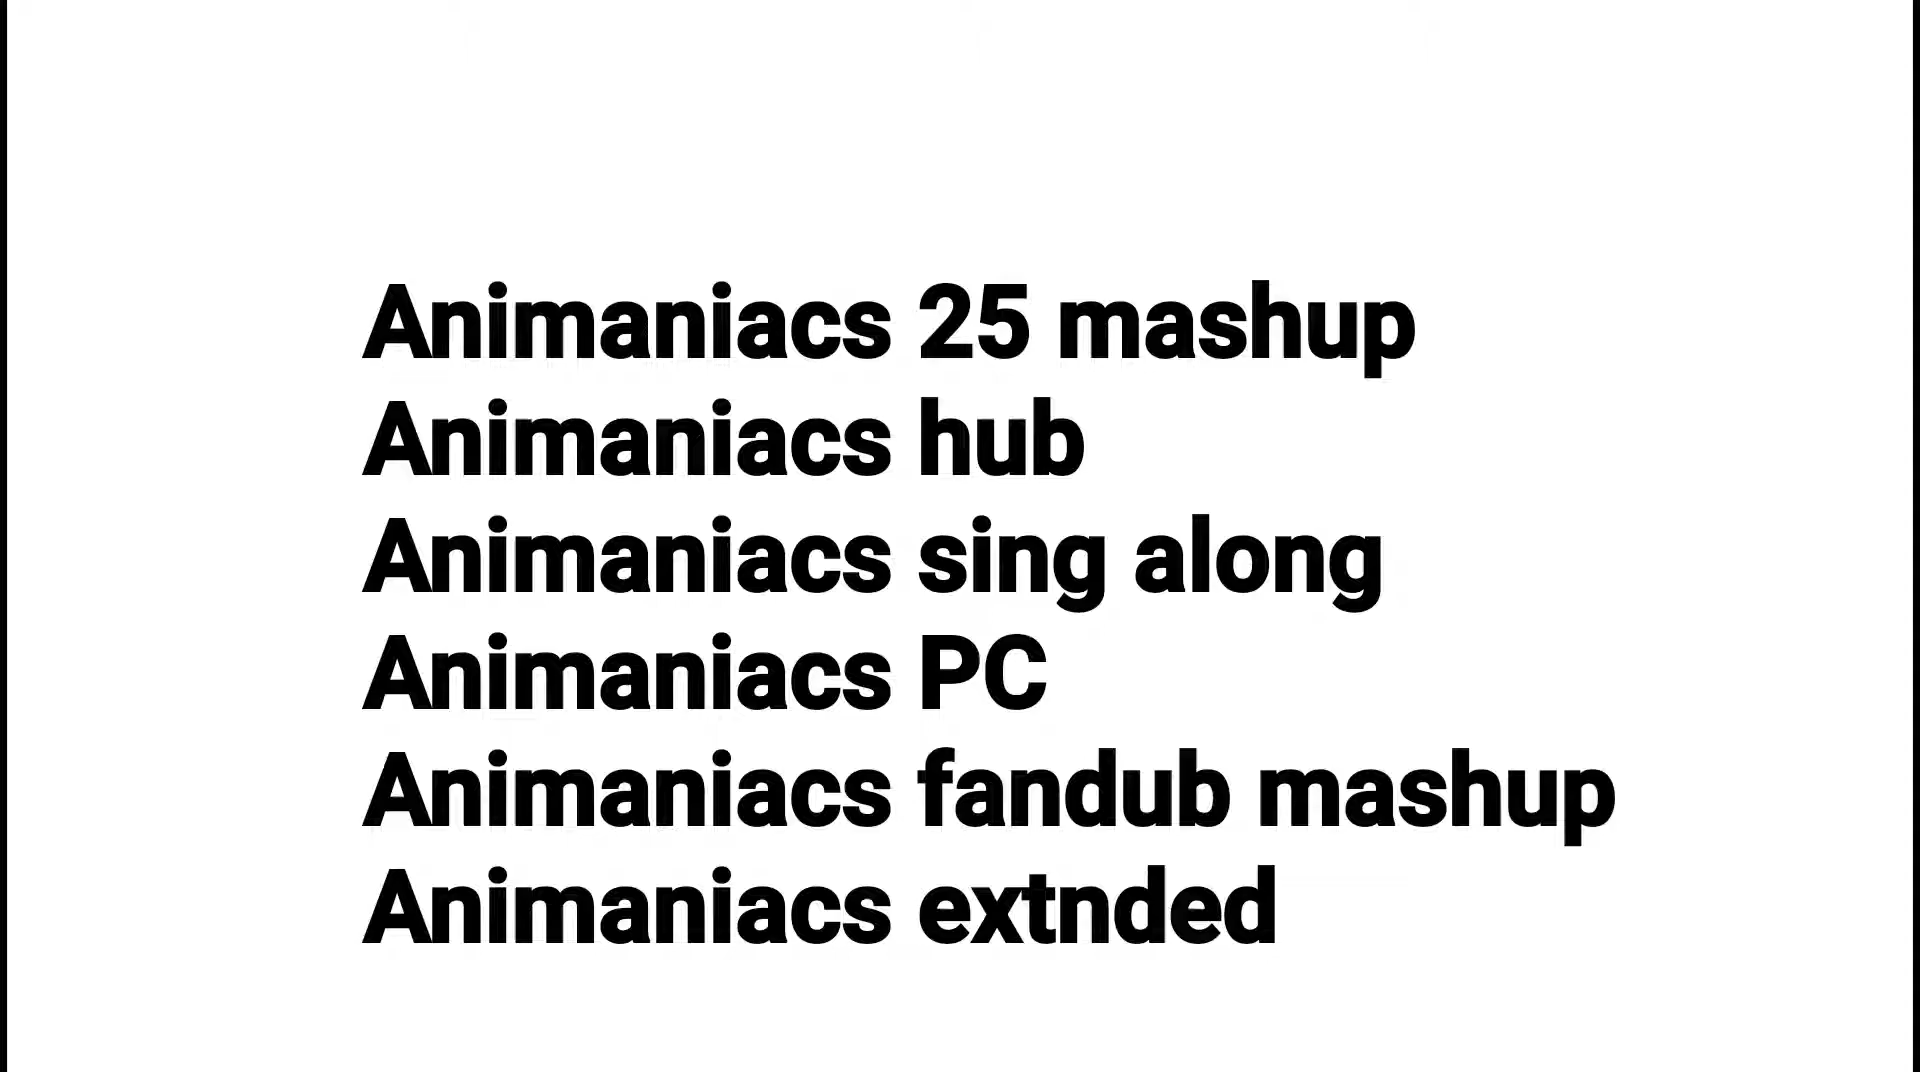 Animaniacs 25 mashup
Animaniacs hub
Animaniacs sing along
Animaniacs PC
Animaniacs fandub mashup
Animaniacs extnded